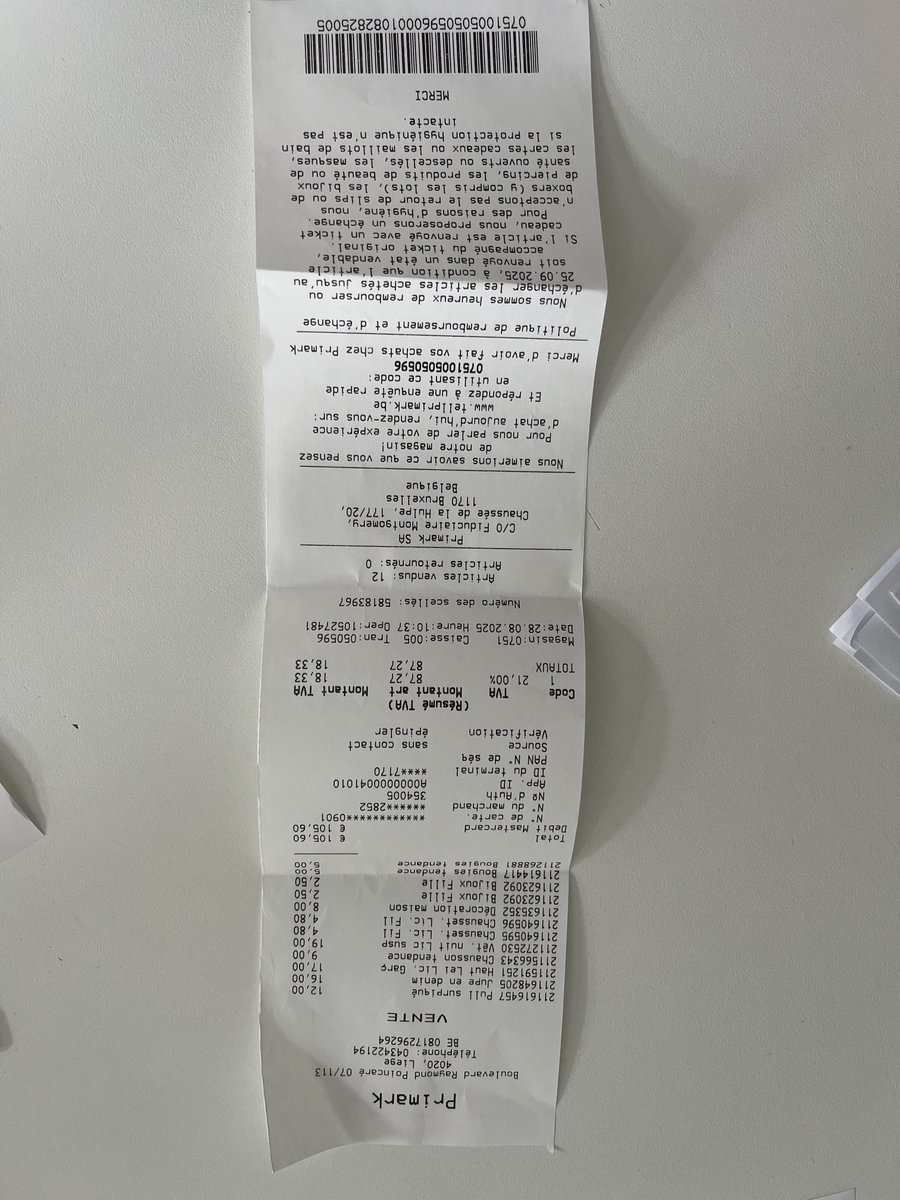 Primark
Boulevard Raymond Poincaré 07/113
4020, Liege
Téléphone: 043422194
BE 0817296264
VENTE
211616457 Pull surpiqué 12,00
211648205 Jupe en denim 16,00
211591251 Haut Lei Lic. Garç 17,00
211566343 Chausson tendance 9,00
211272530 Vêt. nuit Lic susp 19,00
211640595 Chausset. Lic. Fil 4,80
211640596 Chausset. Lic. Fil 4,80
211636352 Décoration maison 8,00
211623092 Bijoux Fille 2,50
211623092 Bijoux Fille 2,50
211614417 Bougies tendance 5,00
211268881 Bougies tendance 5,00
Total € 105,60
Debit Mastercard € 105,60
N° de carte. ************0901
N° du marchand ******2852
Nº d'Auth 354005
App. ID A0000000041010
ID du terminal ****7170
PAN N° de séq
Source sans contact
Vérification épingler
(Résumé TVA)
Code TVA Montant art Montant TVA
1 21,00% 87,27 18,33
TOTAUX 87,27 18,33
Magasin:0751 Caisse:005 Tran:050596
Date:28.08.2025 Heure:10:37 Oper:10527481
Numéro des scellés: 58183967
Articles vendus: 12
Articles retournés: 0
Primark SA
C/O Fiduciaire Montgomery,
Chaussée de la Hulpe, 177/20,
1170 Bruxelles
Belgique
Nous aimerions savoir ce que vous pensez
de notre magasin!
Pour nous parler de votre expérience
d'achat aujourd'hui, rendez-vous sur:
www.tellprimark.be
Et répondez à une enquête rapide
en utilisant ce code:
0751005050596
Merci d'avoir fait vos achats chez Primark
Politique de remboursement et d'échange
Nous sommes heureux de rembourser ou
d'échanger les articles achetés jusqu'au
25.09.2025, à condition que l'article
soit renvoyé dans un état vendable,
accompagné du ticket original.
Si l'article est renvoyé avec un ticket
cadeau, nous proposerons un échange.
Pour des raisons d'hygiène, nous
n'acceptons pas le retour de slips ou de
boxers (y compris les lots), les bijoux
de piercing, les produits de beauté ou de
santé ouverts ou descellés, les masques,
les cartes cadeaux ou les maillots de bain
si la protection hygiénique n'est pas
intacte.
MERCI
07510050505960001082825005